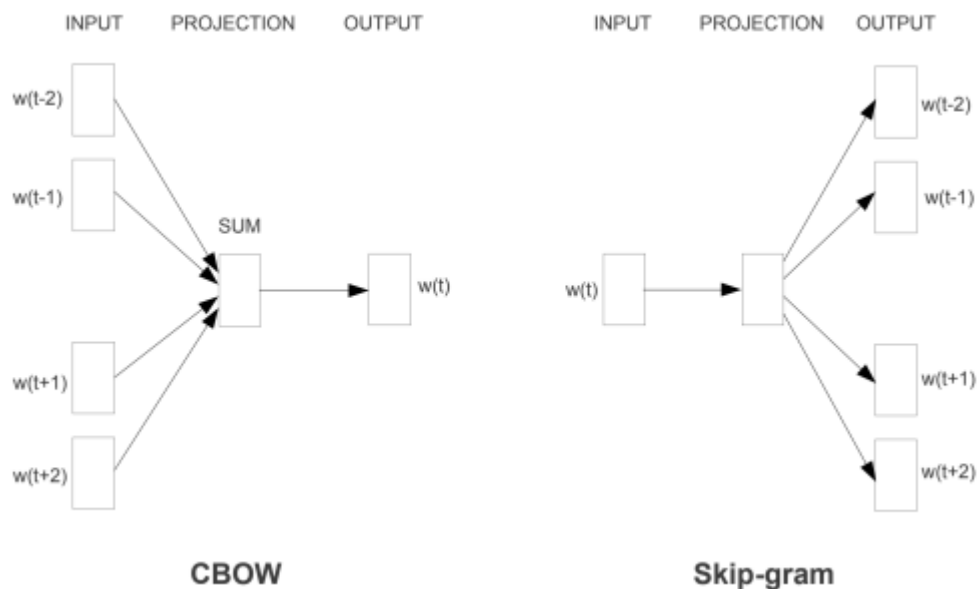 INPUT PROJECTION OUTPUT
w(t-2)
w(t-1)
SUM
w(t)
w(t+1)
w(t+2)
CBOW
INPUT PROJECTION OUTPUT
w(t-2)
w(t-1)
w(t)
w(t+1)
w(t+2)
Skip-gram